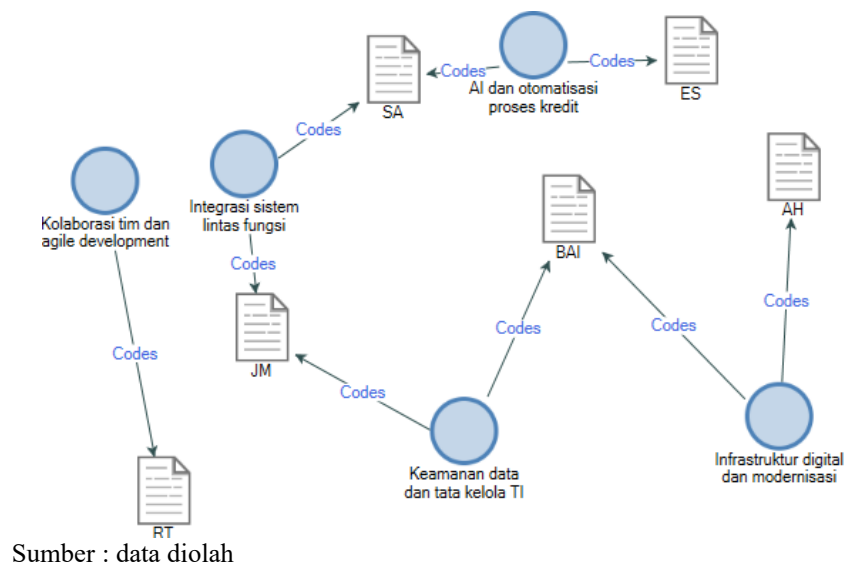 Codes
Codes
AI dan otomatisasi
proses kredit
ES
SA
Codes
Kolaborasi tim dan
agile development
Integrasi sistem
lintas fungsi
AH
BAI
Codes
JM
Codes
Codes
Codes
Codes
Codes
Keamanan data
dan tata kelola TI
Infrastruktur digital
dan modernisasi
RT
Sumber : data diolah